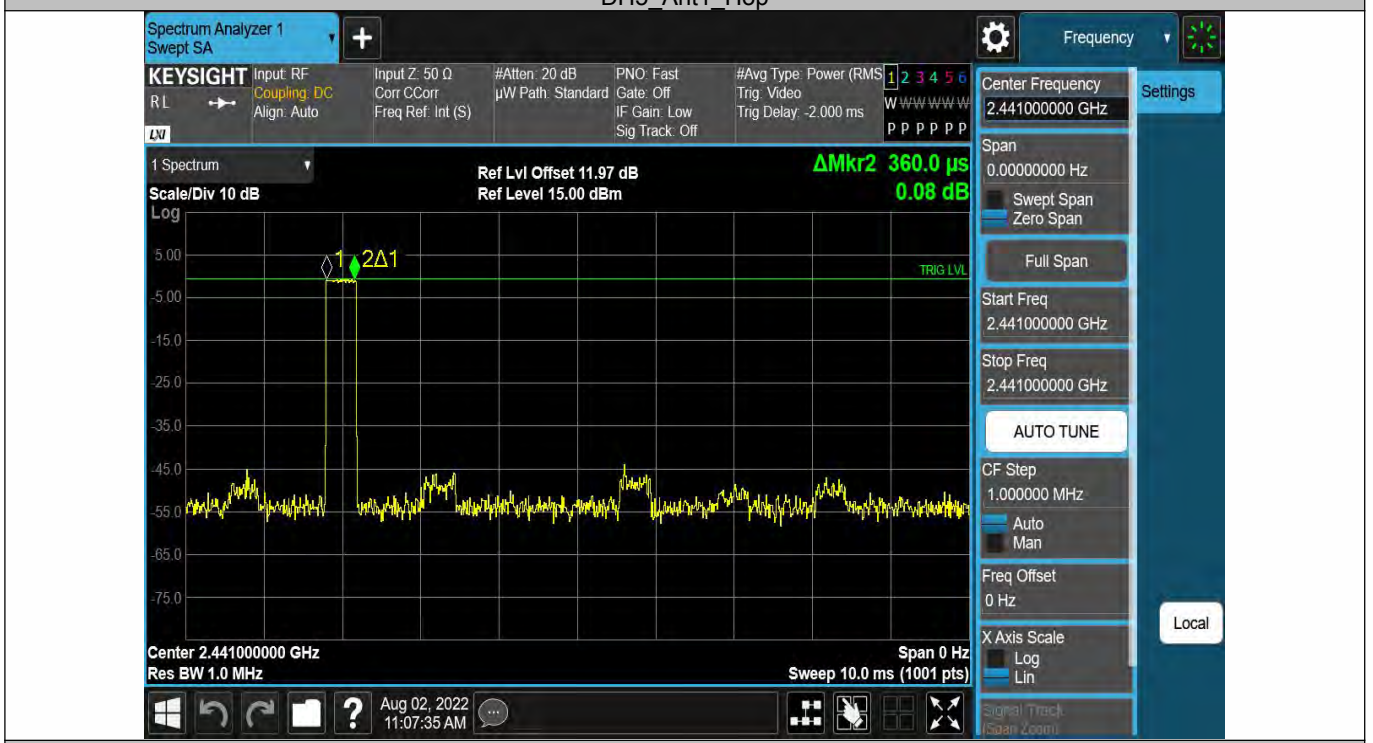 Spectrum Analyzer 1
Swept SA
+
Frequency
KEYSIGHT
RL
LXI
Input: RF
Coupling: DC
Align: Auto
Input Z: 50 Ω
Corr CCorr
Freq Ref: Int (S)
#Atten: 20 dB
µW Path: Standard
PNO: Fast
Gate: Off
IF Gain: Low
Sig Track: Off
#Avg Type: Power (RMS
Trig: Video
Trig Delay: -2.000 ms
1 2 3 4 5 6
W W W W W W
P P P P P P
1 Spectrum
Scale/Div 10 dB
Log
Ref Lvl Offset 11.97 dB
Ref Level 15.00 dBm
ΔMkr2 360.0 µs
0.08 dB
5.00
1
2Δ1
TRIG LVL
-5.00
-15.0
-25.0
-35.0
-45.0
-55.0
-65.0
-75.0
Center 2.441000000 GHz
Res BW 1.0 MHz
Span 0 Hz
Sweep 10.0 ms (1001 pts)
Center Frequency
2.441000000 GHz
Settings
Span
0.00000000 Hz
Swept Span
Zero Span
Full Span
Start Freq
2.441000000 GHz
Stop Freq
2.441000000 GHz
AUTO TUNE
CF Step
1.000000 MHz
Auto
Man
Freq Offset
0 Hz
X Axis Scale
Log
Lin
Local
Signal Track
(Span Zoom)
?
Aug 02, 2022
11:07:35 AM